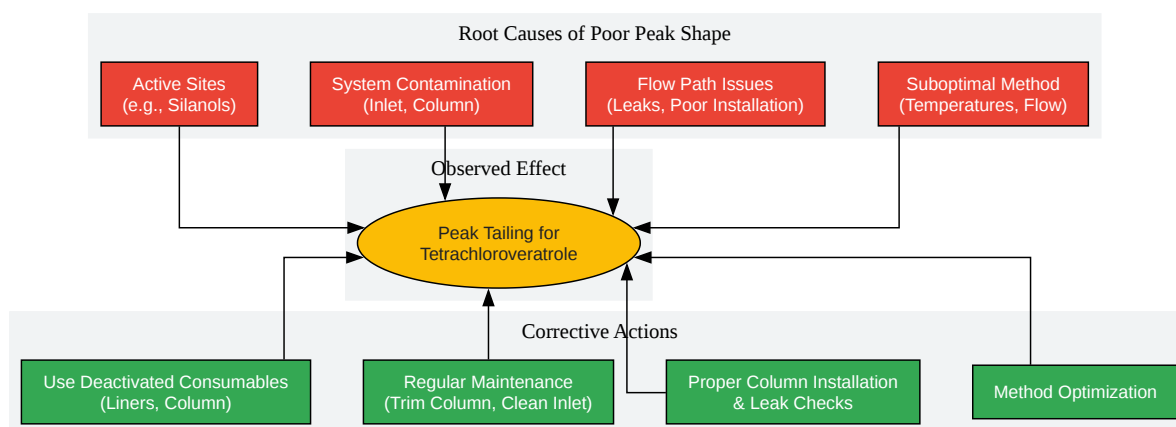 Root Causes of Poor Peak Shape
Active Sites
(e.g., Silanols)
System Contamination
(Inlet, Column)
Flow Path Issues
(Leaks, Poor Installation)
Suboptimal Method
(Temperatures, Flow)
Observed Effect
Peak Tailing for
Tetrachloroveratrole
Corrective Actions
Use Deactivated Consumables
(Liners, Column)
Regular Maintenance
(Trim Column, Clean Inlet)
Proper Column Installation
& Leak Checks
Method Optimization